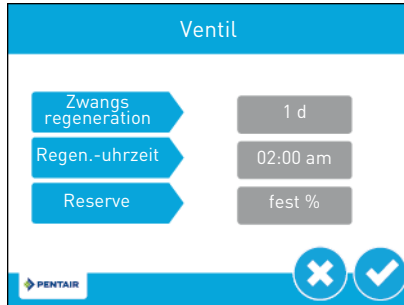 Ventil
Zwangs
regeneration
1 d
Regen.-uhrzeit
02:00 am
Reserve
fest %
PENTAIR